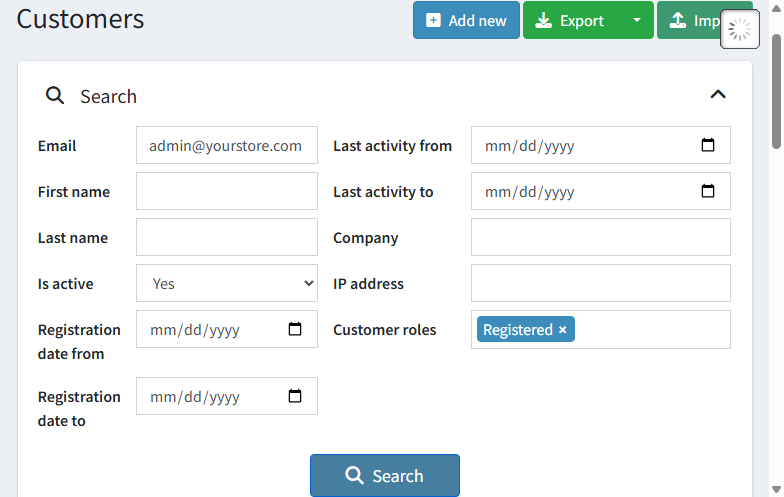 Customers
Add new
Export
Search
Email
admin@yourstore.com
Last activity from
mm/dd/yyyy
First name
Last activity to
mm/dd/yyyy
Last name
Company
Is active
Yes
IP address
Registration
date from
mm/dd/yyyy
Customer roles
Registered ×
Registration
date to
mm/dd/yyyy
Search